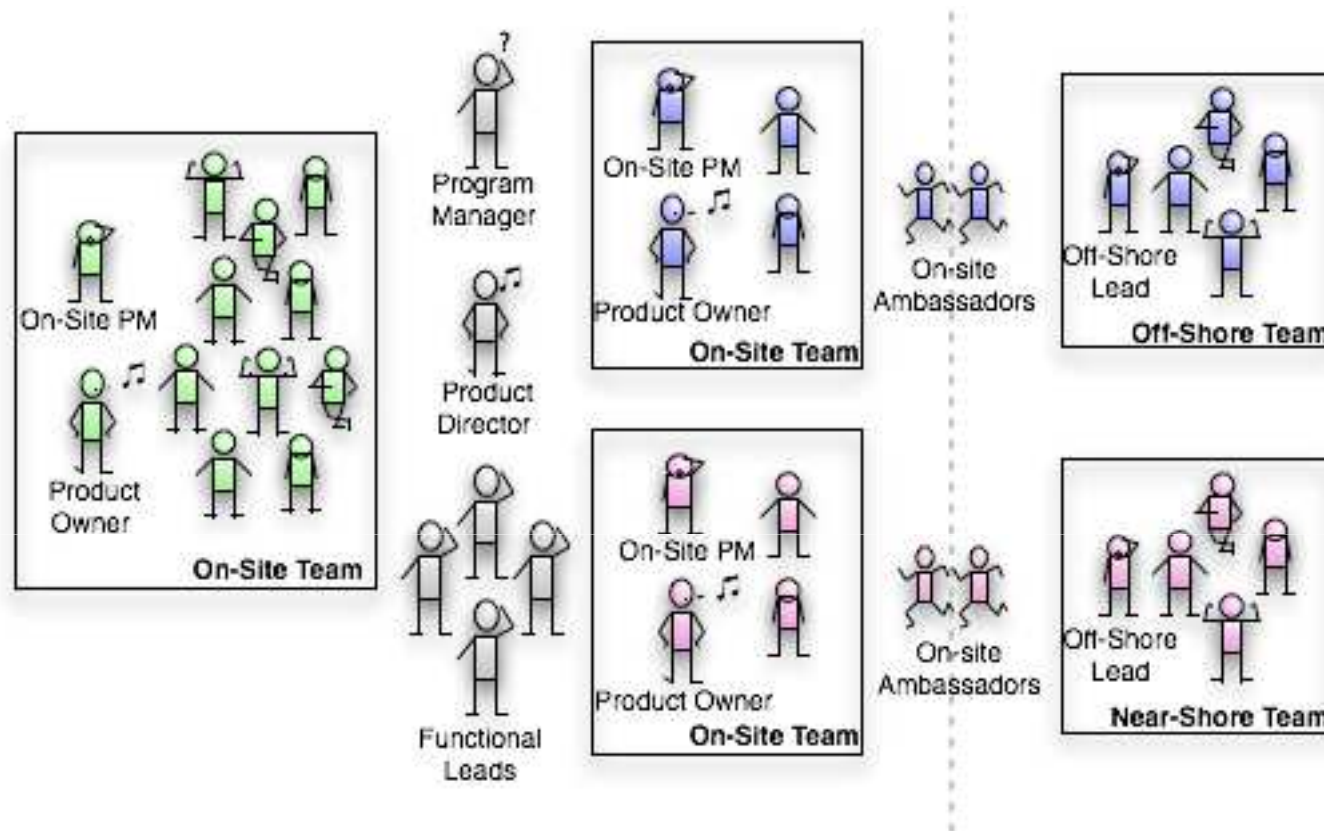 On-Site PM
Product
Owner
On-Site Team
?
Program
Manager
Product
Director
Functional
Leads
On-Site PM
Product Owner
On-Site Team
On-Site PM
Product Owner
On-Site Team
On-site
Ambassadors
On-site
Ambassadors
Off-Shore
Lead
Off-Shore Team
Off-Shore
Lead
Near-Shore Team